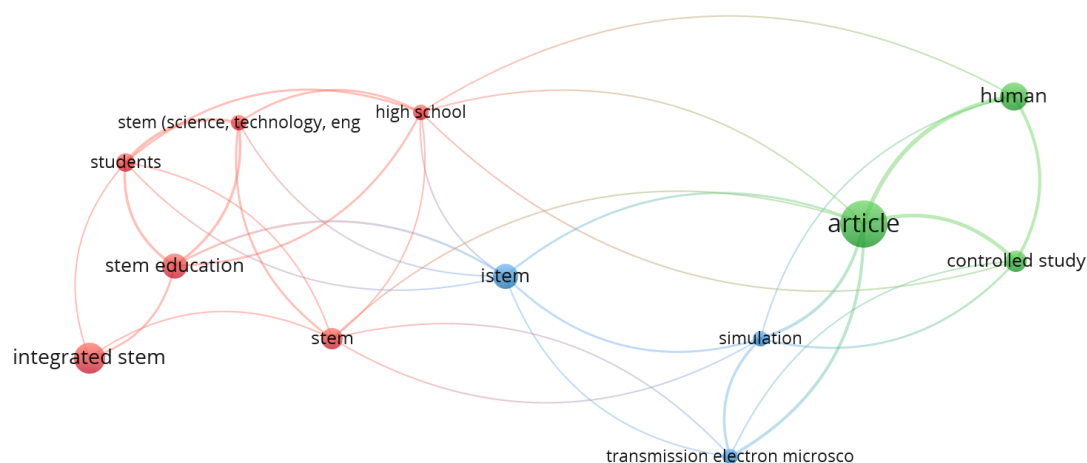 human
high school
stem (science, technology, eng
students
article
controlled study
stem education
istem
simulation
stem
integrated stem
transmission electron microsco